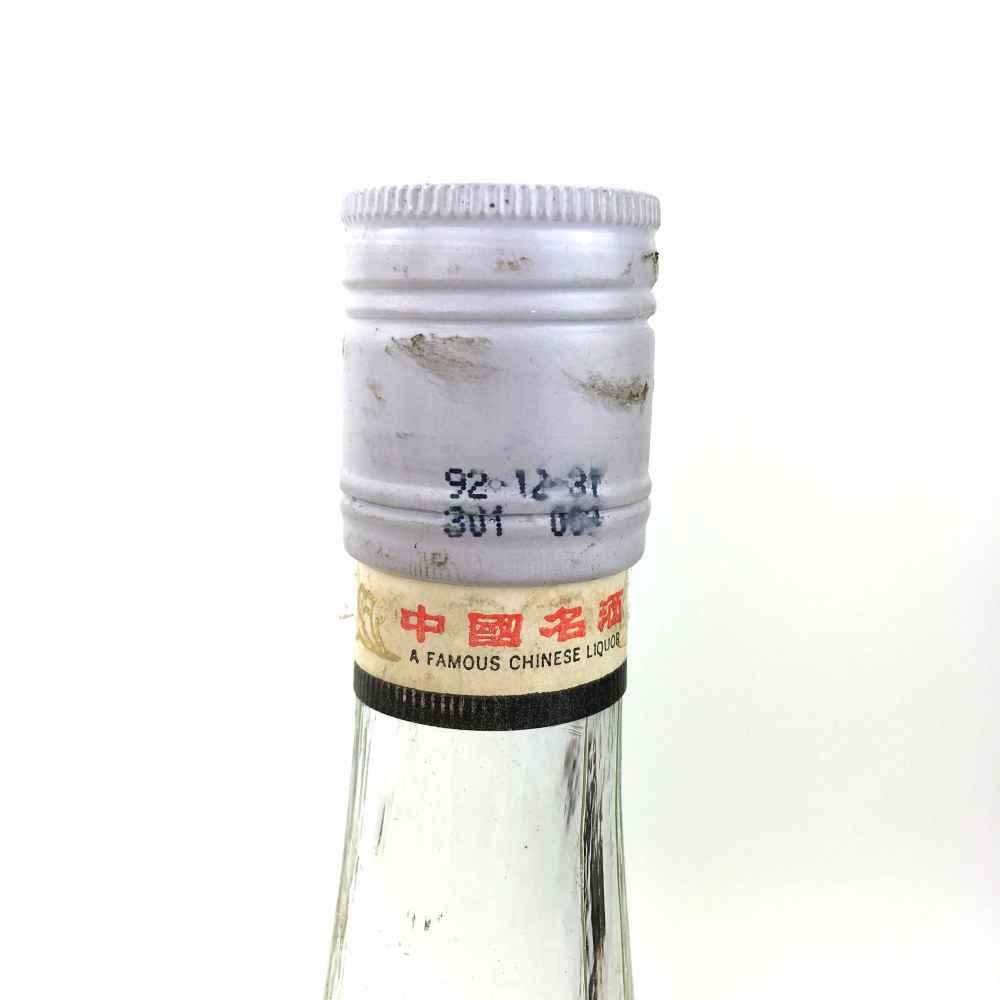 92 12 31
301
中國名酒
A FAMOUS CHINESE LIQUOR